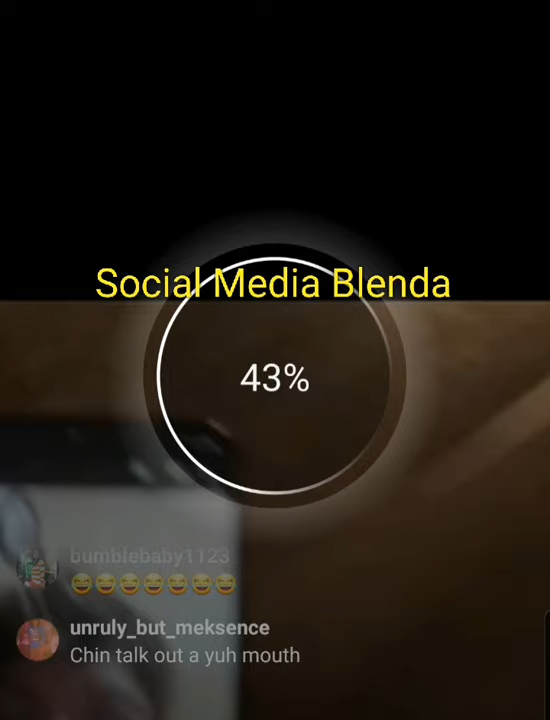 Social Media Blenda
43%
bumblebaby1123
😆😆😆😆😆😆😆
unruly_but_meksence
Chin talk out a yuh mouth